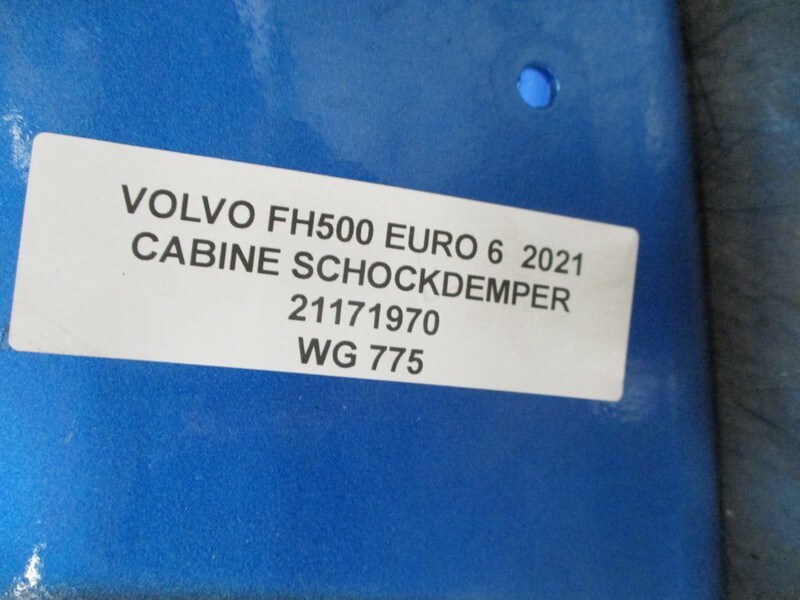 VOLVO FH500 EURO 6 2021
CABINE SCHOCKDEMPER
21171970
WG 775